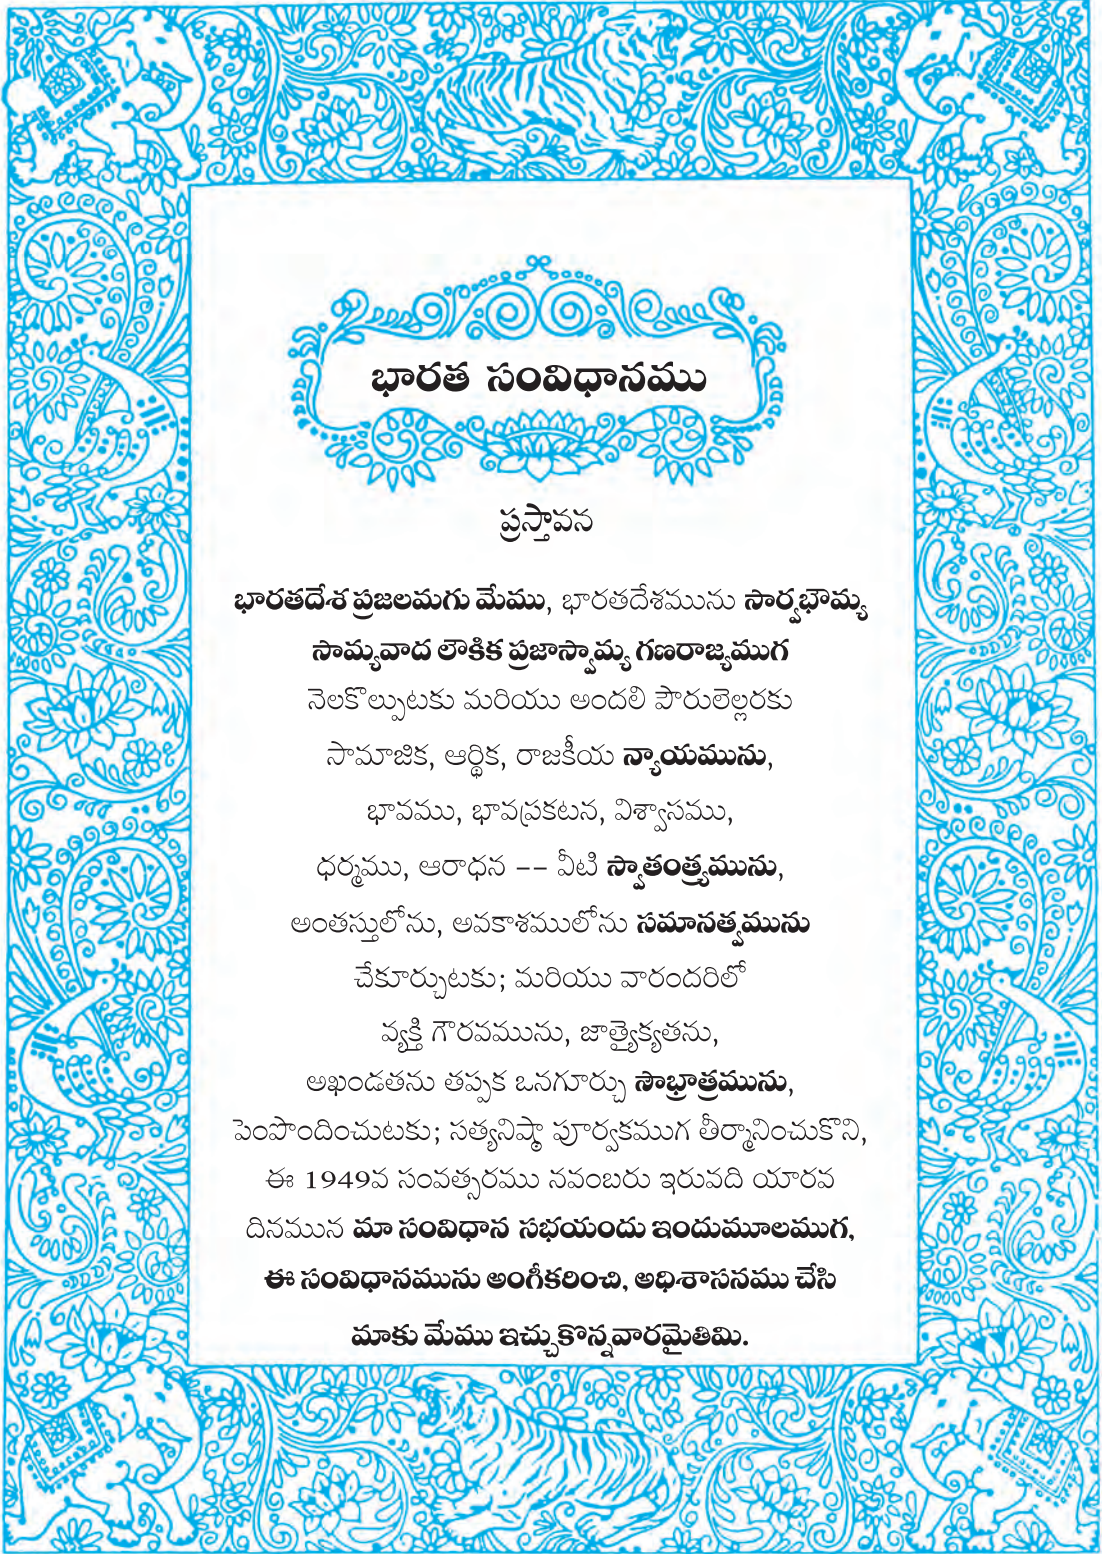 భారత సంవిధానము
ప్రస్తావన
భారతదేశ ప్రజలమగు మేము, భారతదేశమును సార్వభౌమ్య
సామ్యవాద లౌకిక ప్రజాస్వామ్య గణరాజ్యముగ
నెలకొల్పుటకు మరియు అందలి పౌరులెల్లరకు
సామాజిక, ఆర్థిక, రాజకీయ న్యాయమును,
భావము, భావప్రకటన, విశ్వాసము,
ధర్మము, ఆరాధన -- వీటి స్వాతంత్ర్యమును,
అంతస్తులోను, అవకాశములోను సమానత్వమును
చేకూర్చుటకు; మరియు వారందరిలో
వ్యక్తి గౌరవమును, జాత్యైక్యతను,
అఖండతను తప్పక ఒనగూర్చు సౌభ్రాత్రమును,
పెంపొందించుటకు; సత్యనిష్ఠా పూర్వకముగ తీర్మానించుకొని,
ఈ 1949వ సంవత్సరము నవంబరు ఇరువది యారవ
దినమున మా సంవిధాన సభయందు ఇందుమూలముగ,
ఈ సంవిధానమును అంగీకరించి, అధిశాసనము చేసి
మాకు మేము ఇచ్చుకొన్నవారమైతిమి.